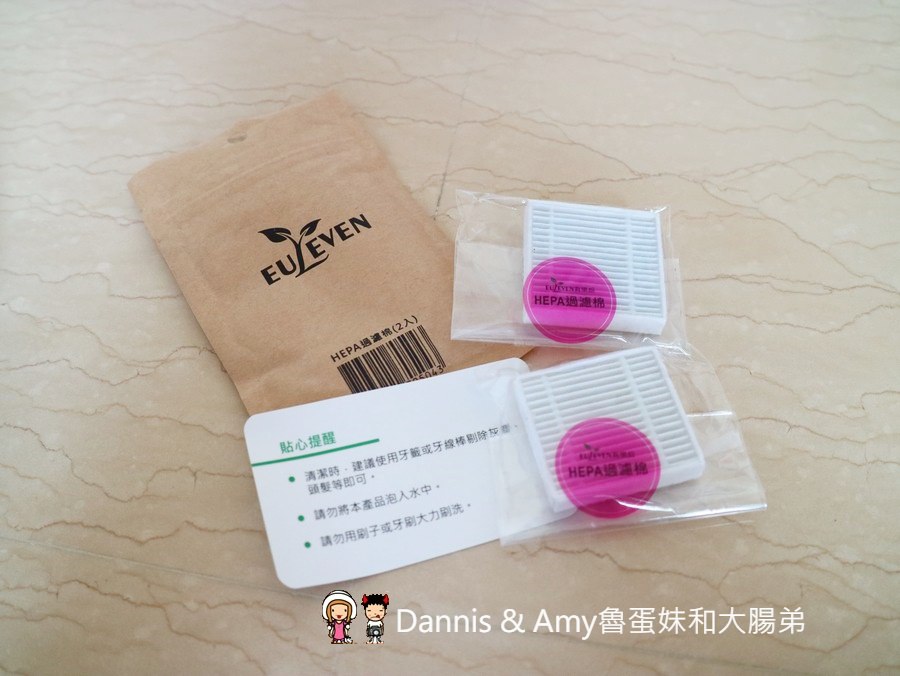 EULEVEN
HEPA過濾棉(2入)
EULEVEN
HEPA過濾棉
EULEVEN
HEPA過濾棉
貼心提醒
清潔時，建議使用牙籤或牙線棒剔除灰塵、
頭髮等即可。
請勿將本產品泡入水中。
請勿用刷子或牙刷大力刷洗。
Dannis & Amy魯蛋妹和大腸弟